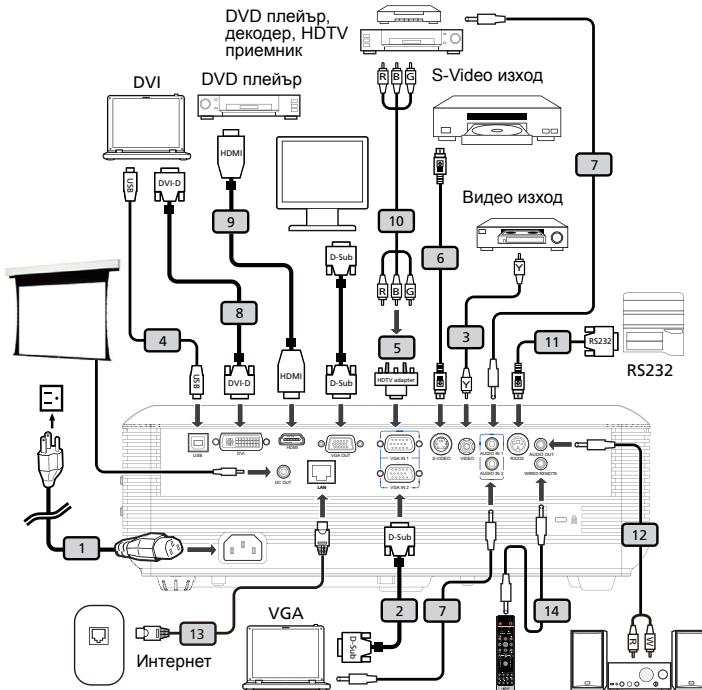 DVD плейър,
декодер, HDTV
приемник
S-Video изход
DVI
DVD плейър
HDMI
USB
DVI-D
R B G
7
9
10
Видео изход
D-Sub
6
Y
R B G
8
3
4
5
11
RS232
RS232
USB
DVI-D
HDMI
D-Sub
HDTV adapter
Y
USB
DVI
HDMI
VGA OUT
VGA IN 1
S-VIDEO
VIDEO
AUDIO IN 1
RS232
AUDIO OUT
DC OUT
LAN
VGA IN 2
AUDIO IN 2
WIRED REMOTE
1
D-Sub
12
2
7
14
13
VGA
Интернет
D-Sub
R W